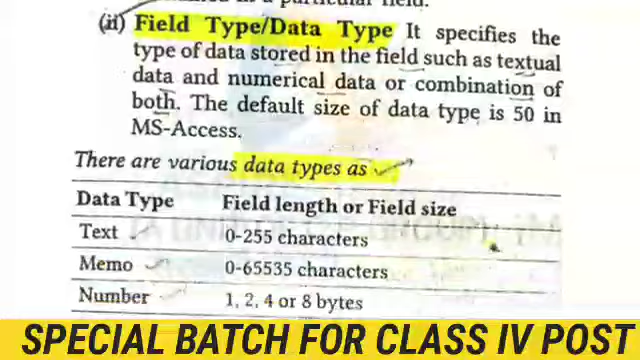 (ii) Field Type/Data Type It specifies the
type of data stored in the field such as textual
data and numerical data or combination of
both. The default size of data type is 50 in
MS-Access.
There are various data types as
Data Type Field length or Field size
Text 0-255 characters
Memo 0-65535 characters
Number 1, 2, 4 or 8 bytes
SPECIAL BATCH FOR CLASS IV POST